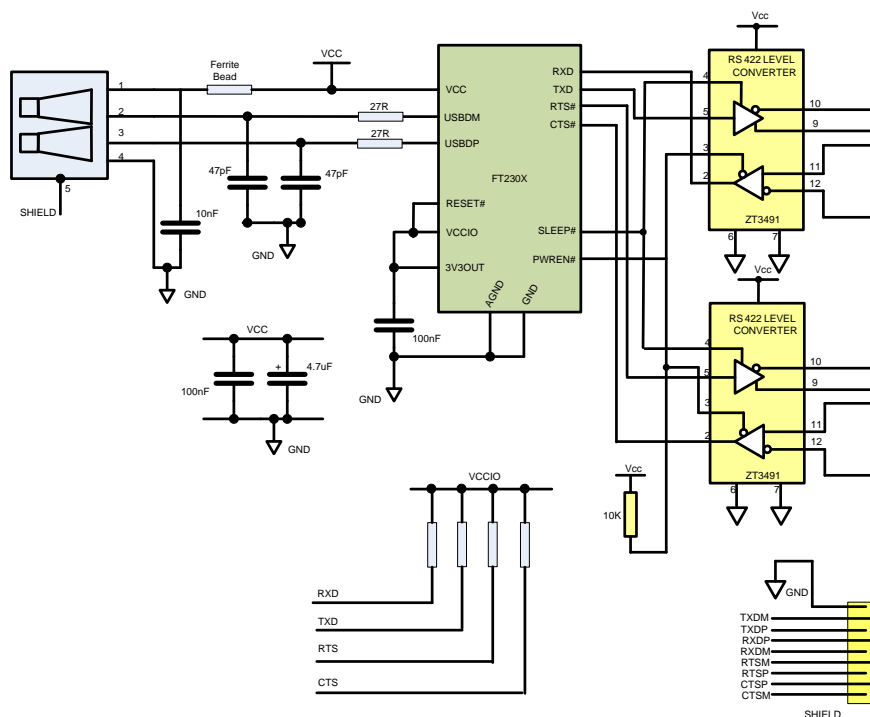 Vcc
Ferrite
Bead
VCC
RS 422 LEVEL
CONVERTER
RXD
TXD
RTS#
CTS#
4
5
10
9
1
2
3
4
27R
27R
VCC
USBDM
USBDP
3
2
11
12
47pF
47pF
FT230X
5
SHIELD
10nF
GND
RESET#
VCCIO
SLEEP#
ZT3491
6
7
PWREN#
3V3OUT
GND
AGND
GND
Vcc
RS 422 LEVEL
CONVERTER
VCC
100nF
4
10
100nF
+
4.7uF
5
9
GND
3
11
2
12
GND
Vcc
VCCIO
ZT3491
6
7
10K
RXD
TXD
RTS
CTS
GND
TXDM
TXDP
RXDP
RXDM
RTSM
RTSP
CTSP
CTSM
SHIELD